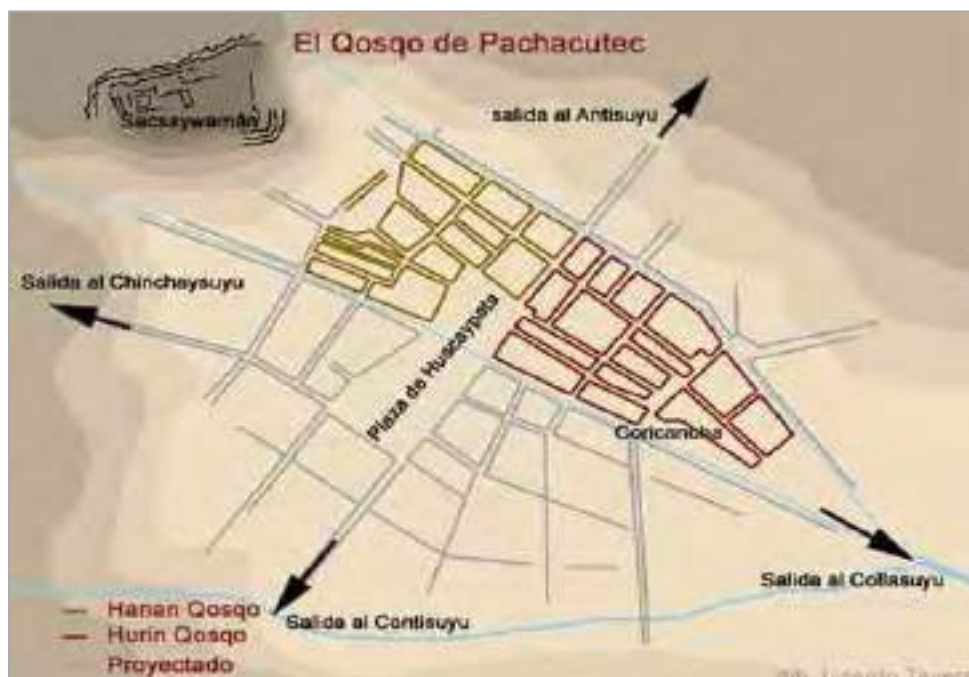 El Qosqo de Pachacutec
Sacsaywamán
salida al Antisuyu
Salida al Chinchaysuyu
Plaza de Huacaypata
Coricancha
Salida al Collasuyu
Salida al Contisuyu
Hanan Qosqo
Hurin Qosqo
Proyectado